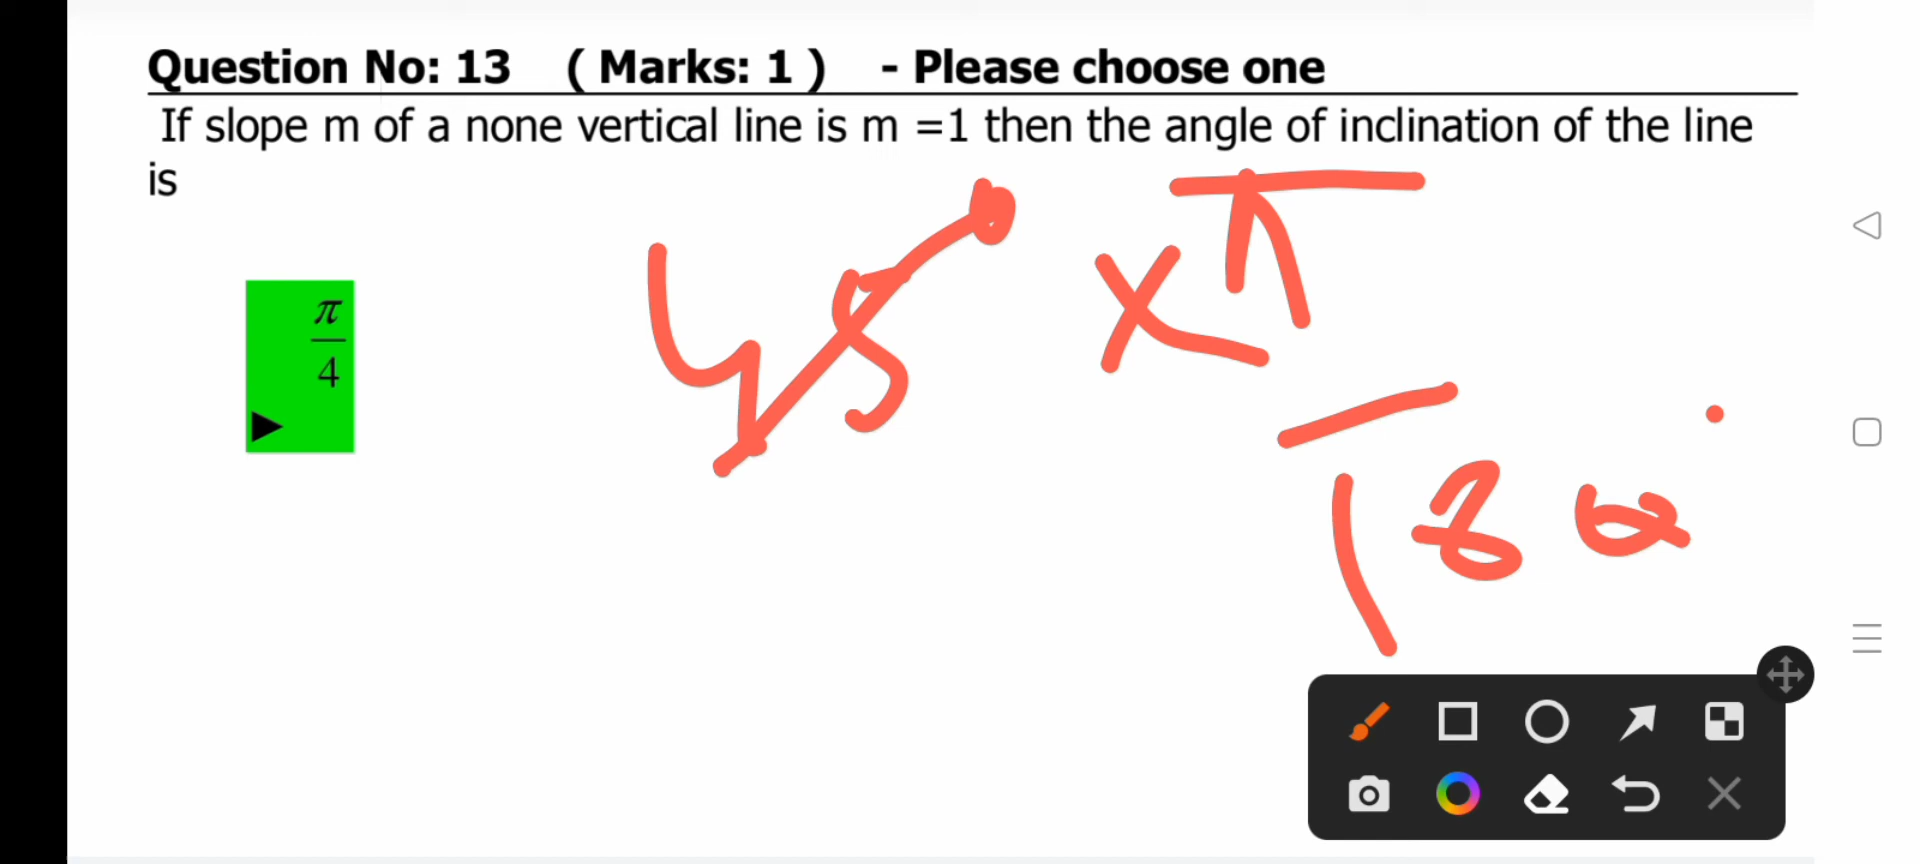 Question No: 13 ( Marks: 1 ) - Please choose one
If slope m of a none vertical line is m =1 then the angle of inclination of the line
is
π
4
45° × π
180°